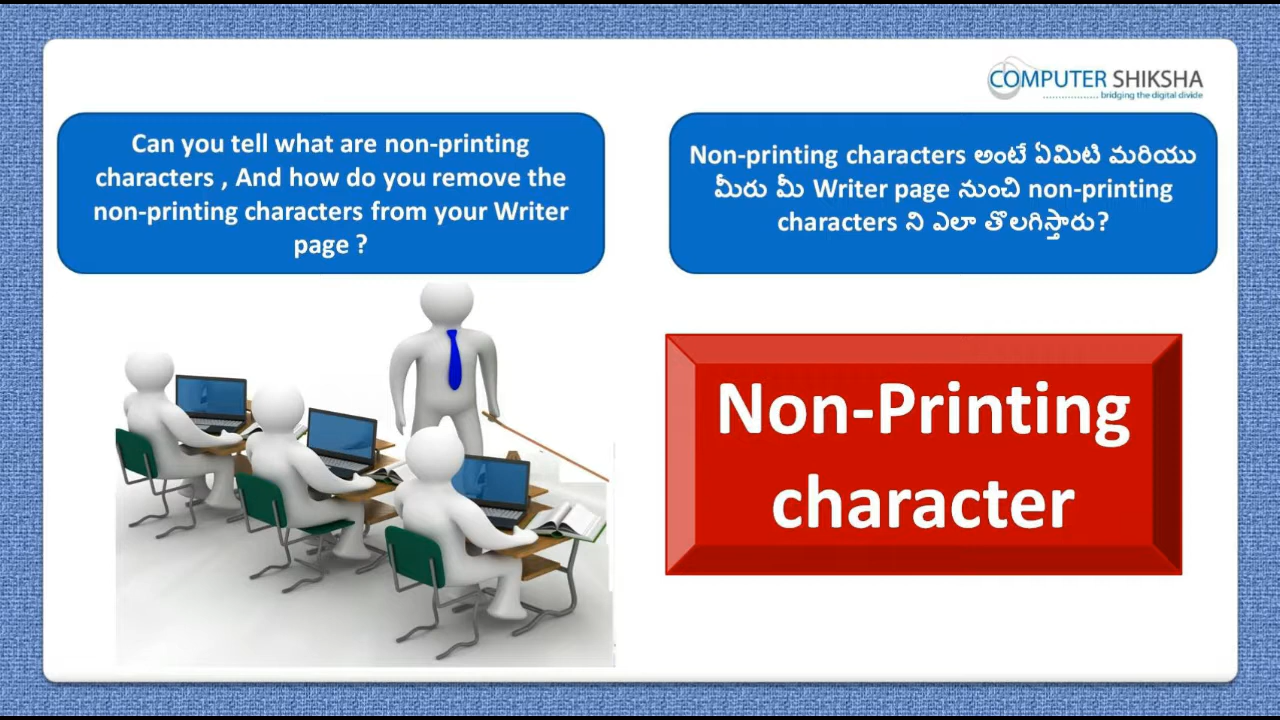 COMPUTER SHIKSHA
bridging the digital divide
Can you tell what are non-printing
characters , And how do you remove the
non-printing characters from your Writer
page ?
Non-printing characters అంటే ఏమిటి మరియు
మీరు మీ Writer page నుంచి non-printing
characters ని ఎలా తొలగిస్తారు?
Non-Printing
character